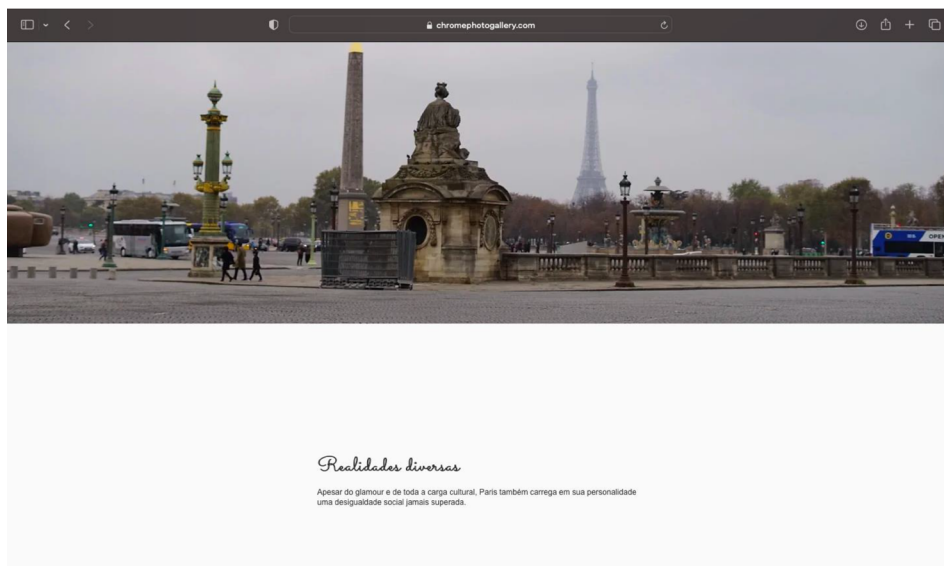 chromephotogallery.com
OPEN
Realidades diversas
Apesar do glamour e de toda a carga cultural, Paris também carrega em sua personalidade
uma desigualdade social jamais superada.